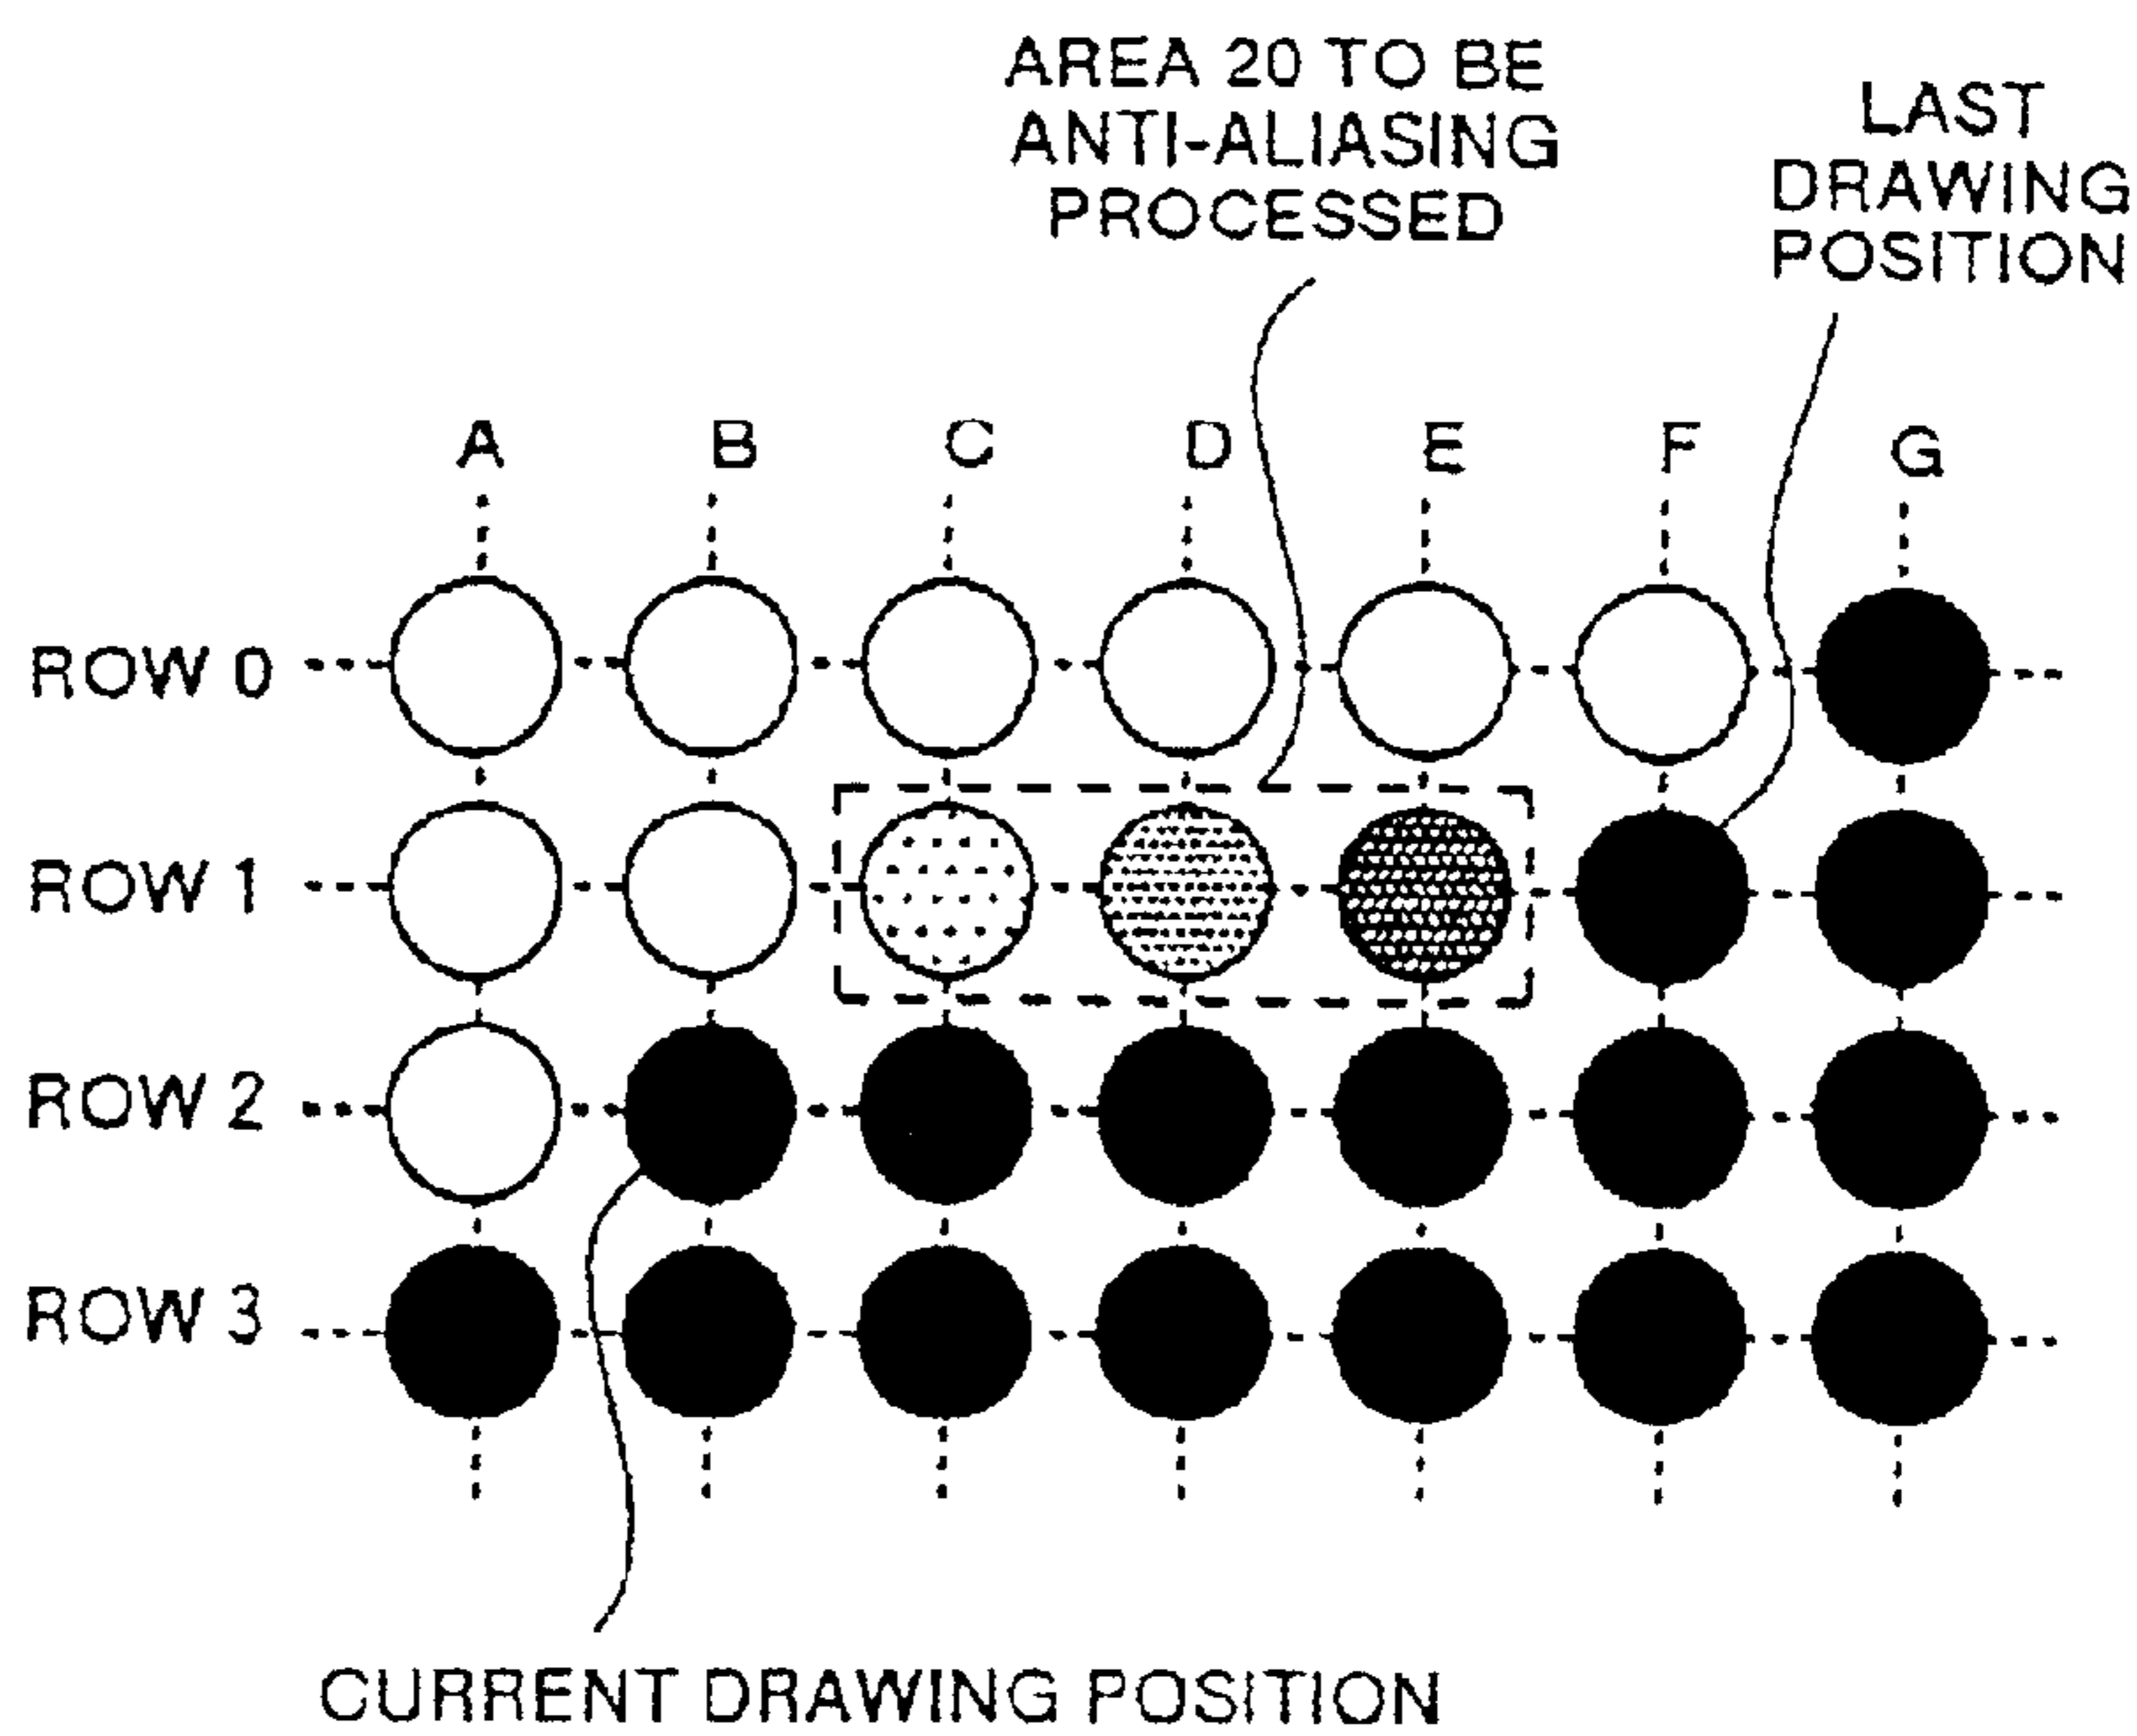 AREA 20 TO BE
ANTI-ALIASING
PROCESSED
LAST
DRAWING
POSITION
A B C D E F G
ROW 0
ROW 1
ROW 2
ROW 3
CURRENT DRAWING POSITION